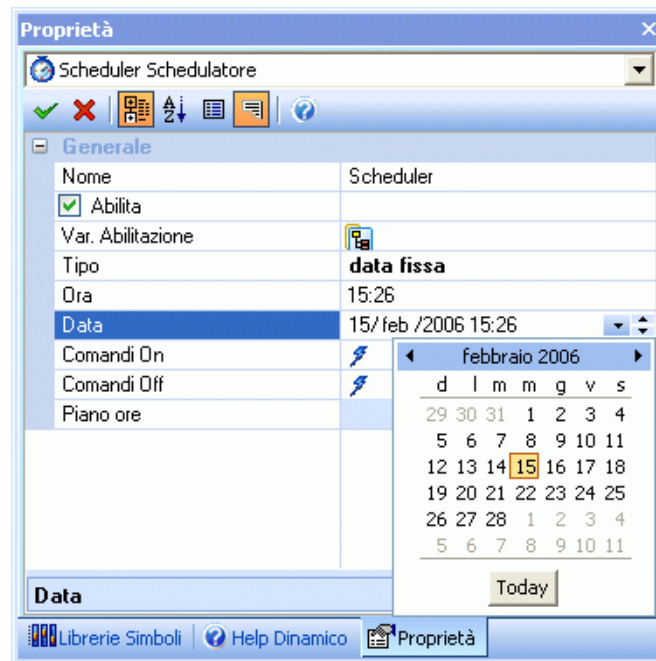 Proprietà
Scheduler Schedulatore
Generale
Nome Scheduler
Abilita
Var. Abilitazione
Tipo data fissa
Ora 15:26
Data 15/ feb /2006 15:26
Comandi On
Comandi Off
Piano ore
febbraio 2006
d l m m g v s
29 30 31 1 2 3 4
5 6 7 8 9 10 11
12 13 14 15 16 17 18
19 20 21 22 23 24 25
26 27 28 1 2 3 4
5 6 7 8 9 10 11
Today
Data
Librerie Simboli Help Dinamico Proprietà